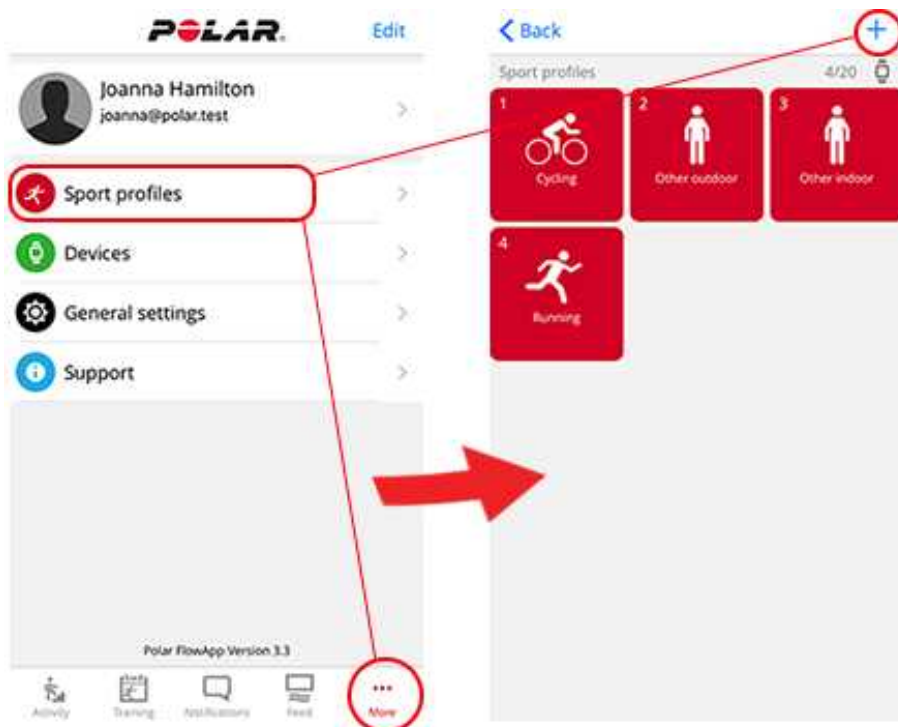 POLAR.
Edit
Joanna Hamilton
joanna@polar.test
Sport profiles
Devices
General settings
Support
Polar FlowApp Version 3.3
Activity
Training
Notifications
Feed
More
Back
+
Sport profiles
4/20
1
Cycling
2
Other outdoor
3
Other indoor
4
Running